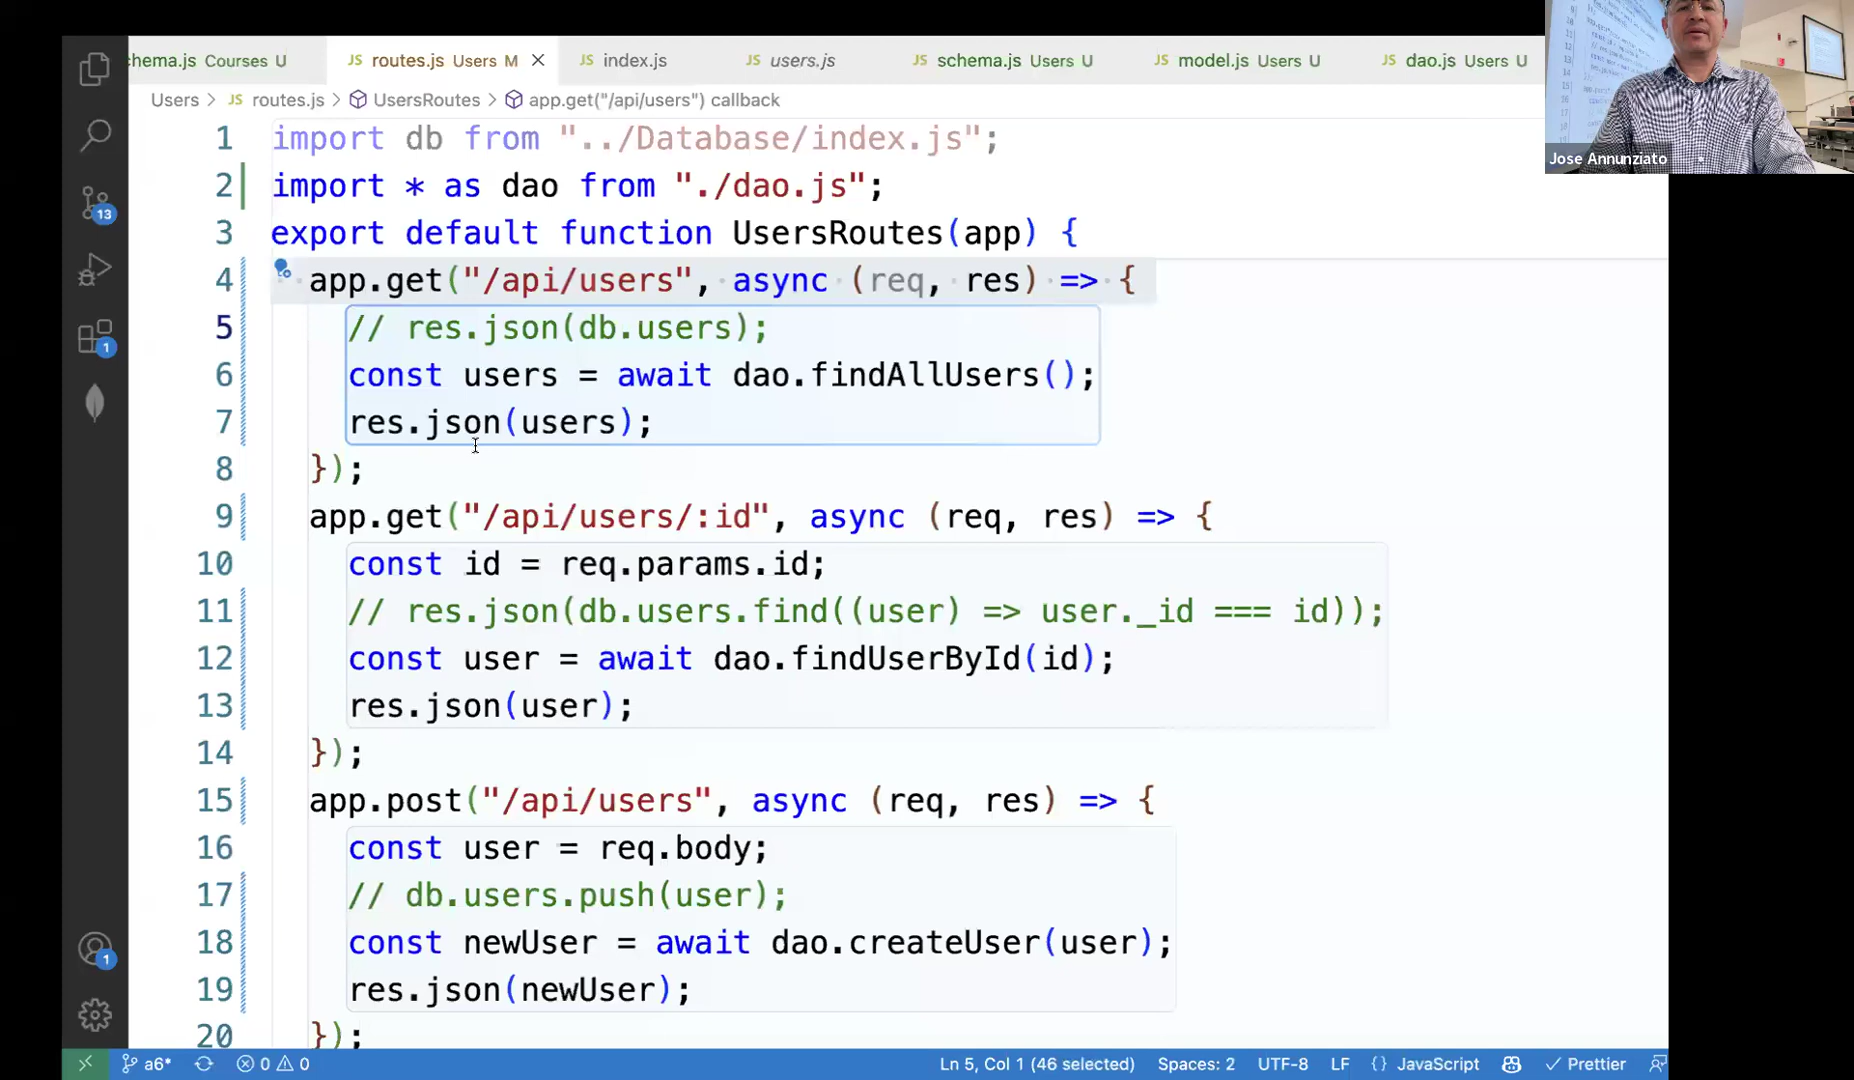 hema.js Courses U
JS routes.js Users M
JS index.js
JS users.js
JS schema.js Users U
JS model.js Users U
JS dao.js Users U
Users > JS routes.js > UsersRoutes > app.get("/api/users") callback
1 import db from "../Database/index.js";
2 import * as dao from "./dao.js";
3 export default function UsersRoutes(app) {
4 app.get("/api/users", async (req, res) => {
5 // res.json(db.users);
6 const users = await dao.findAllUsers();
7 res.json(users);
8 });
9 app.get("/api/users/:id", async (req, res) => {
10 const id = req.params.id;
11 // res.json(db.users.find((user) => user._id === id));
12 const user = await dao.findUserById(id);
13 res.json(user);
14 });
15 app.post("/api/users", async (req, res) => {
16 const user = req.body;
17 // db.users.push(user);
18 const newUser = await dao.createUser(user);
19 res.json(newUser);
20 });
13
1
1
Jose Annunziato
a6* 0 0 Ln 5, Col 1 (46 selected) Spaces: 2 UTF-8 LF {} JavaScript Prettier